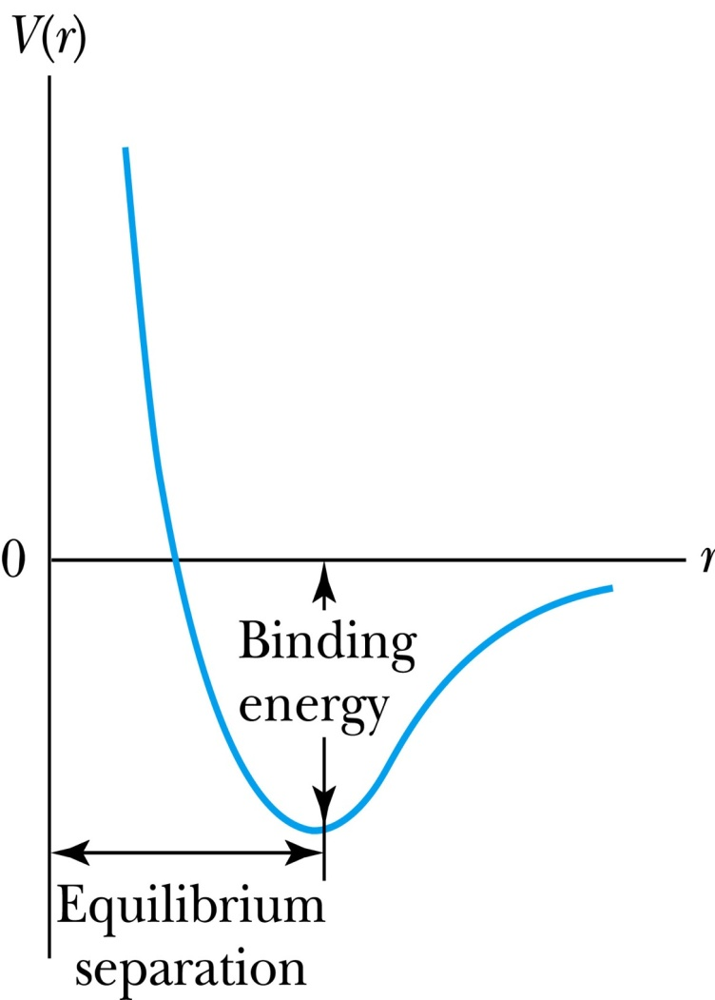 V(r)
0
r
Binding
energy
Equilibrium
separation